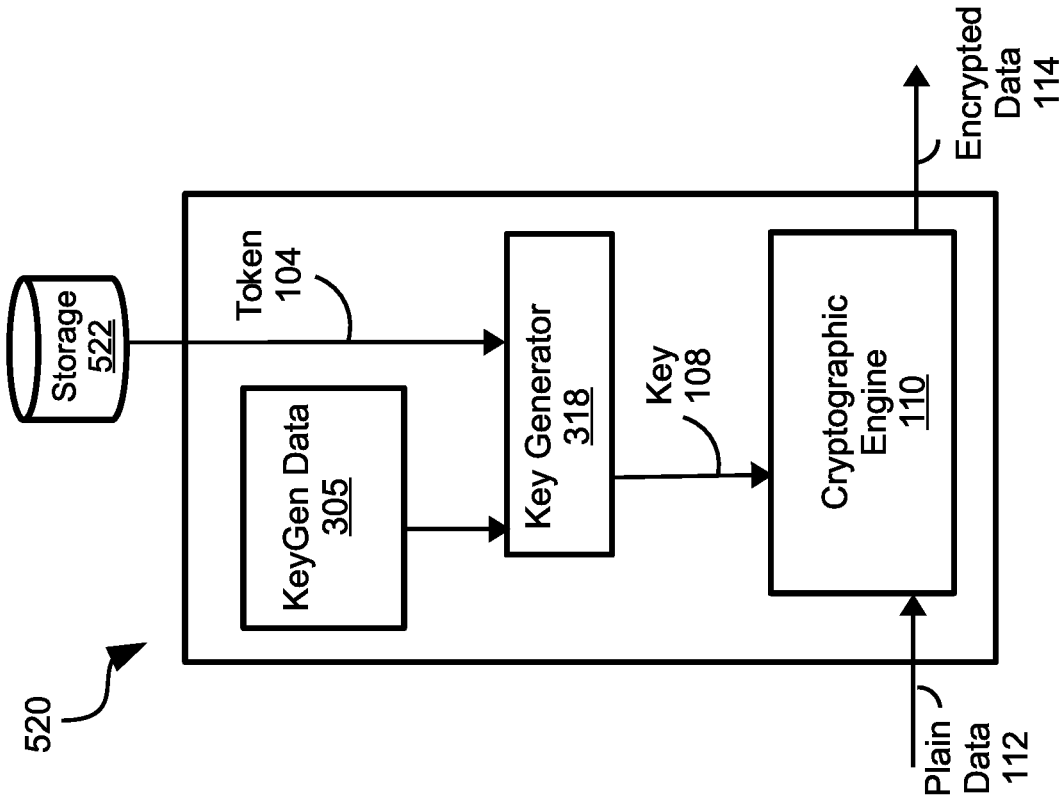 520
Storage
522
KeyGen Data
305
Token
104
Key Generator
318
Key
108
Cryptographic
Engine
110
Plain
Data
112
Encrypted
Data
114